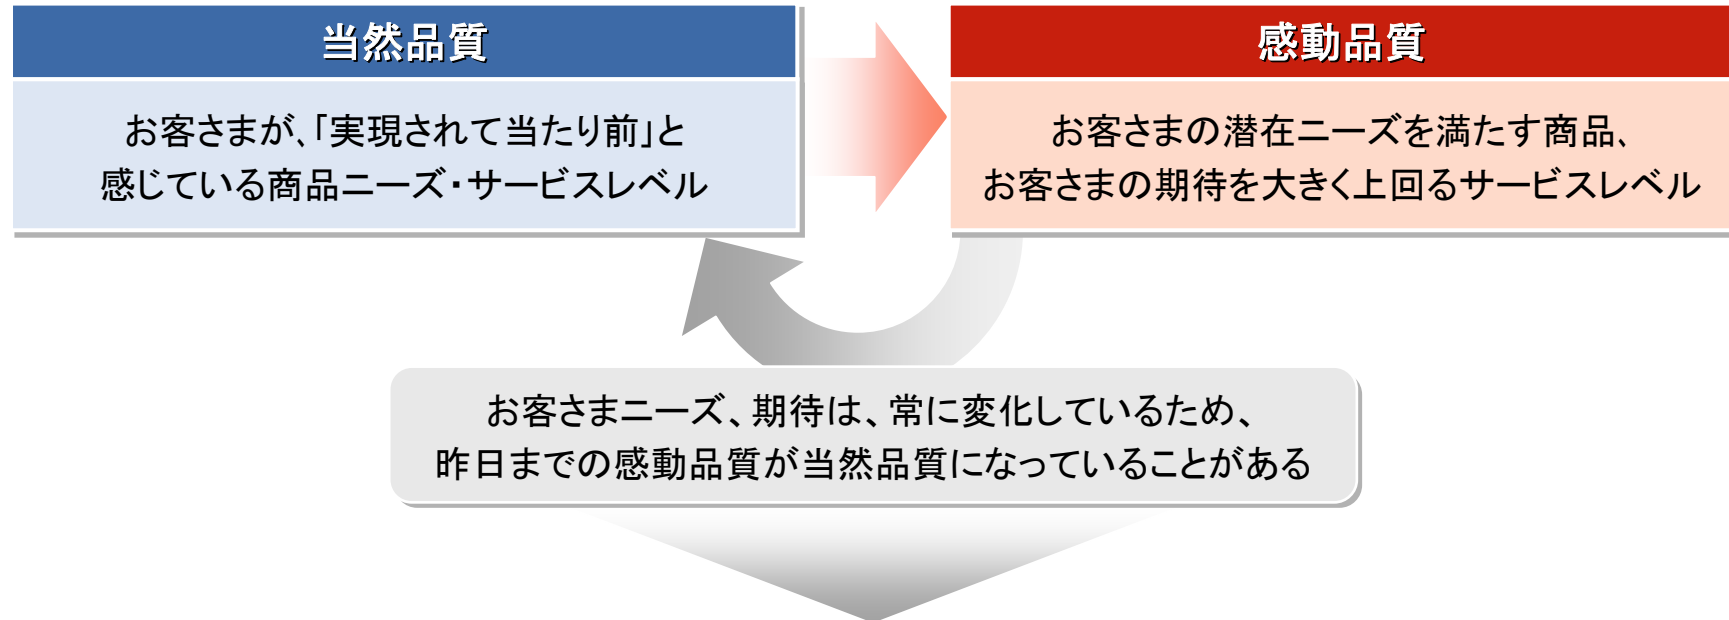 当然品質
お客さまが、「実現されて当たり前」と
感じている商品ニーズ・サービスレベル
感動品質
お客さまの潜在ニーズを満たす商品、
お客さまの期待を大きく上回るサービスレベル
お客さまニーズ、期待は、常に変化しているため、
昨日までの感動品質が当然品質になっていることがある